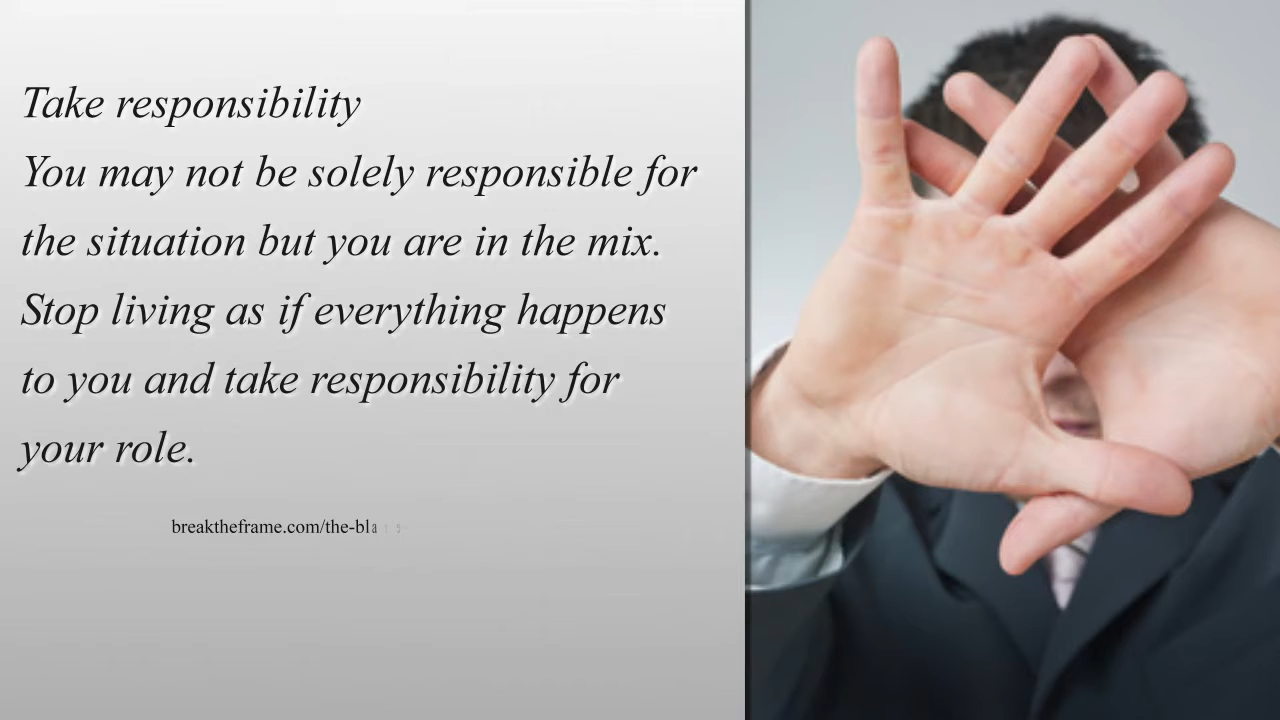 Take responsibility
You may not be solely responsible for
the situation but you are in the mix.
Stop living as if everything happens
to you and take responsibility for
your role.
breaktheframe.com/the-bla